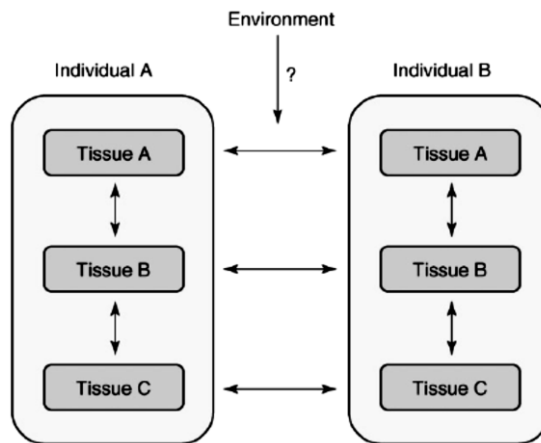 Environment
?
Individual A
Individual B
Tissue A
Tissue A
Tissue B
Tissue B
Tissue C
Tissue C